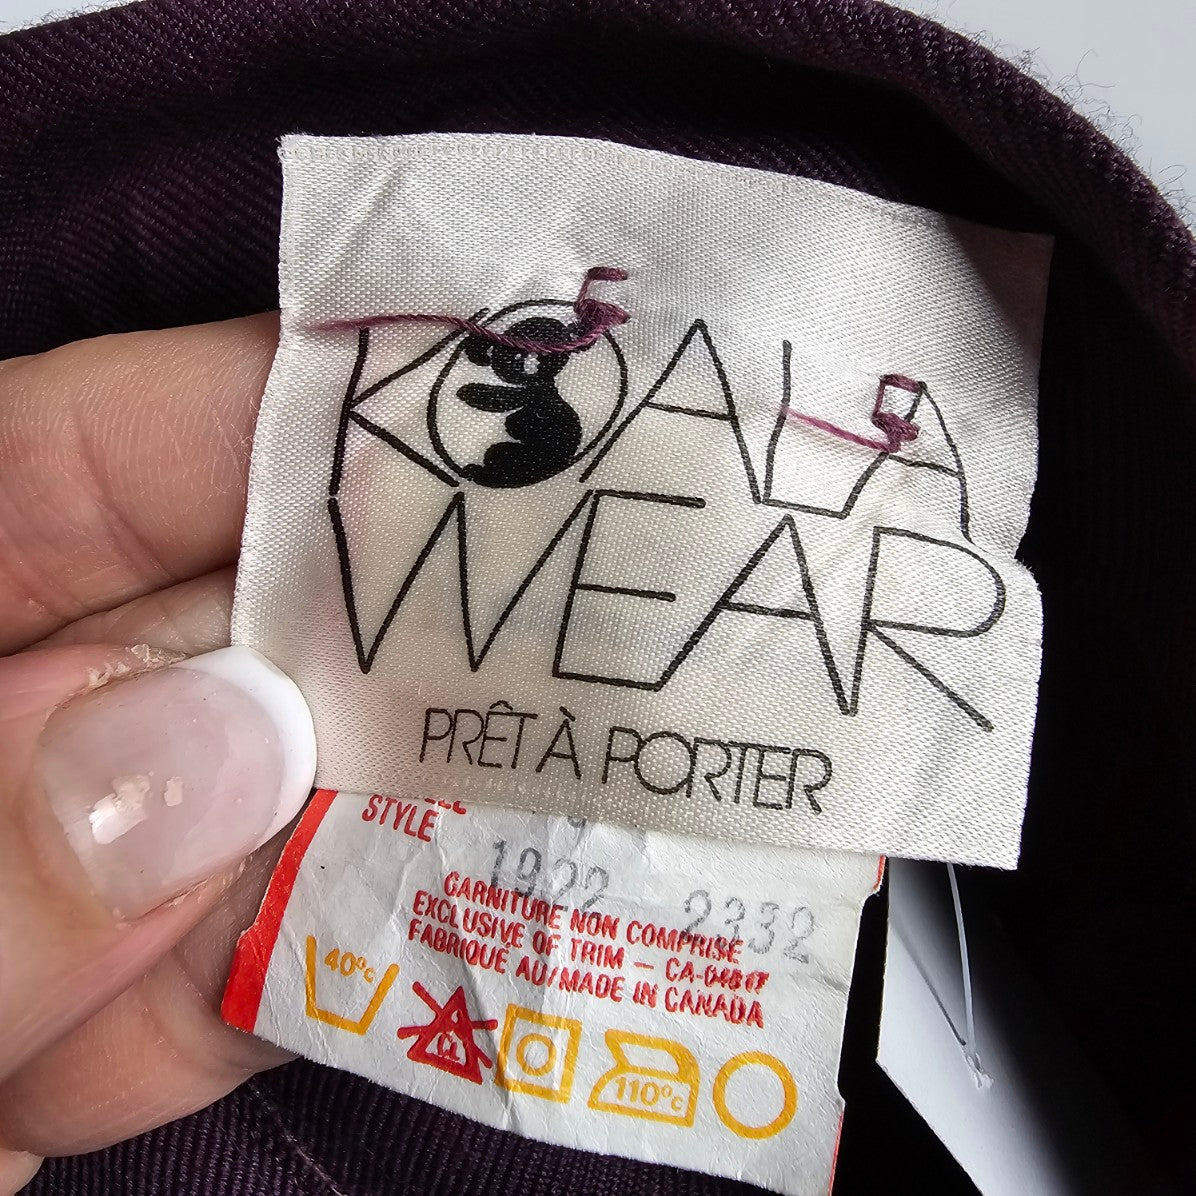 KOALA
WEAR
PRÊT À PORTER
STYLE
1922 2332
GARNITURE NON COMPRISE
EXCLUSIVE OF TRIM – CA-04817
FABRIQUÉ AU/MADE IN CANADA
40°C
CL
110°C